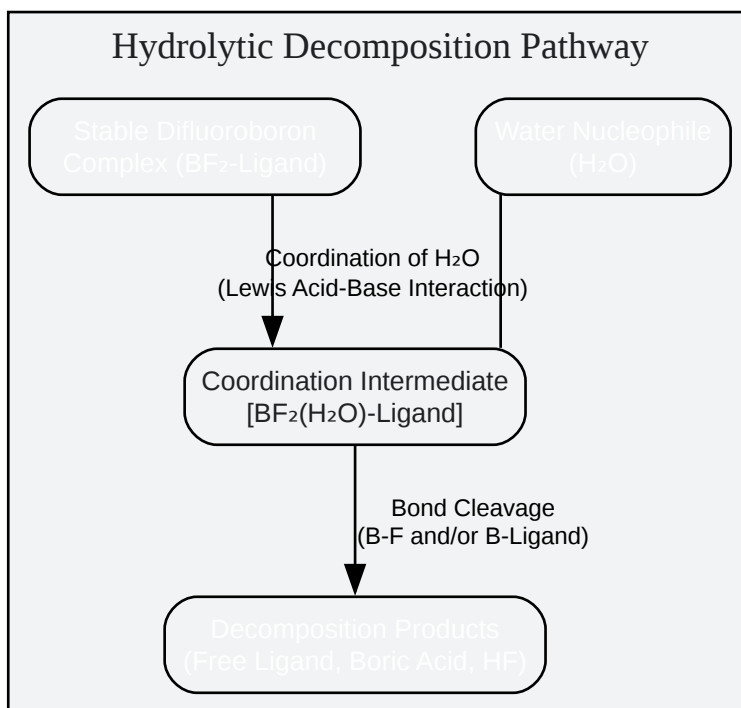 Hydrolytic Decomposition Pathway
Stable Difluoroboron
Complex (BF₂-Ligand)
Water Nucleophile
(H₂O)
Coordination of H₂O
(Lewis Acid-Base Interaction)
Coordination Intermediate
[BF₂(H₂O)-Ligand]
Bond Cleavage
(B-F and/or B-Ligand)
Decomposition Products
(Free Ligand, Boric Acid, HF)